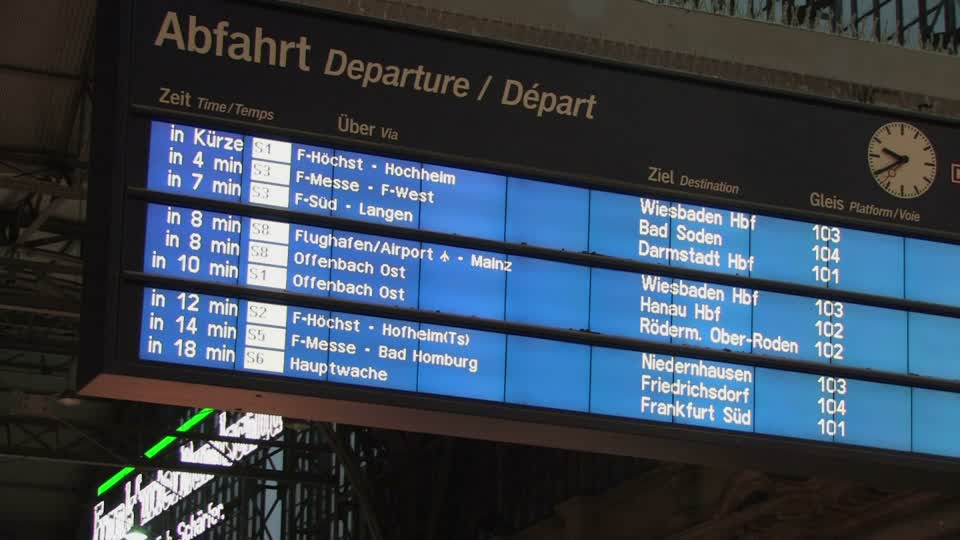 Abfahrt Departure / Départ
Zeit Time/Temps Über Via Ziel Destination Gleis Platform/Voie
in Kürze S1 F-Höchst - Hochheim Wiesbaden Hbf 103
in 4 min S3 F-Messe - F-West Bad Soden 104
in 7 min S3 F-Süd - Langen Darmstadt Hbf 101
in 8 min S8 Flughafen/Airport ✈ - Mainz Wiesbaden Hbf 103
in 8 min S8 Offenbach Ost Hanau Hbf 102
in 10 min S1 Offenbach Ost Röderm. Ober-Roden 102
in 12 min S2 F-Höchst - Hofheim(Ts) Niedernhausen 103
in 14 min S5 F-Messe - Bad Homburg Friedrichsdorf 104
in 18 min S6 Hauptwache Frankfurt Süd 101